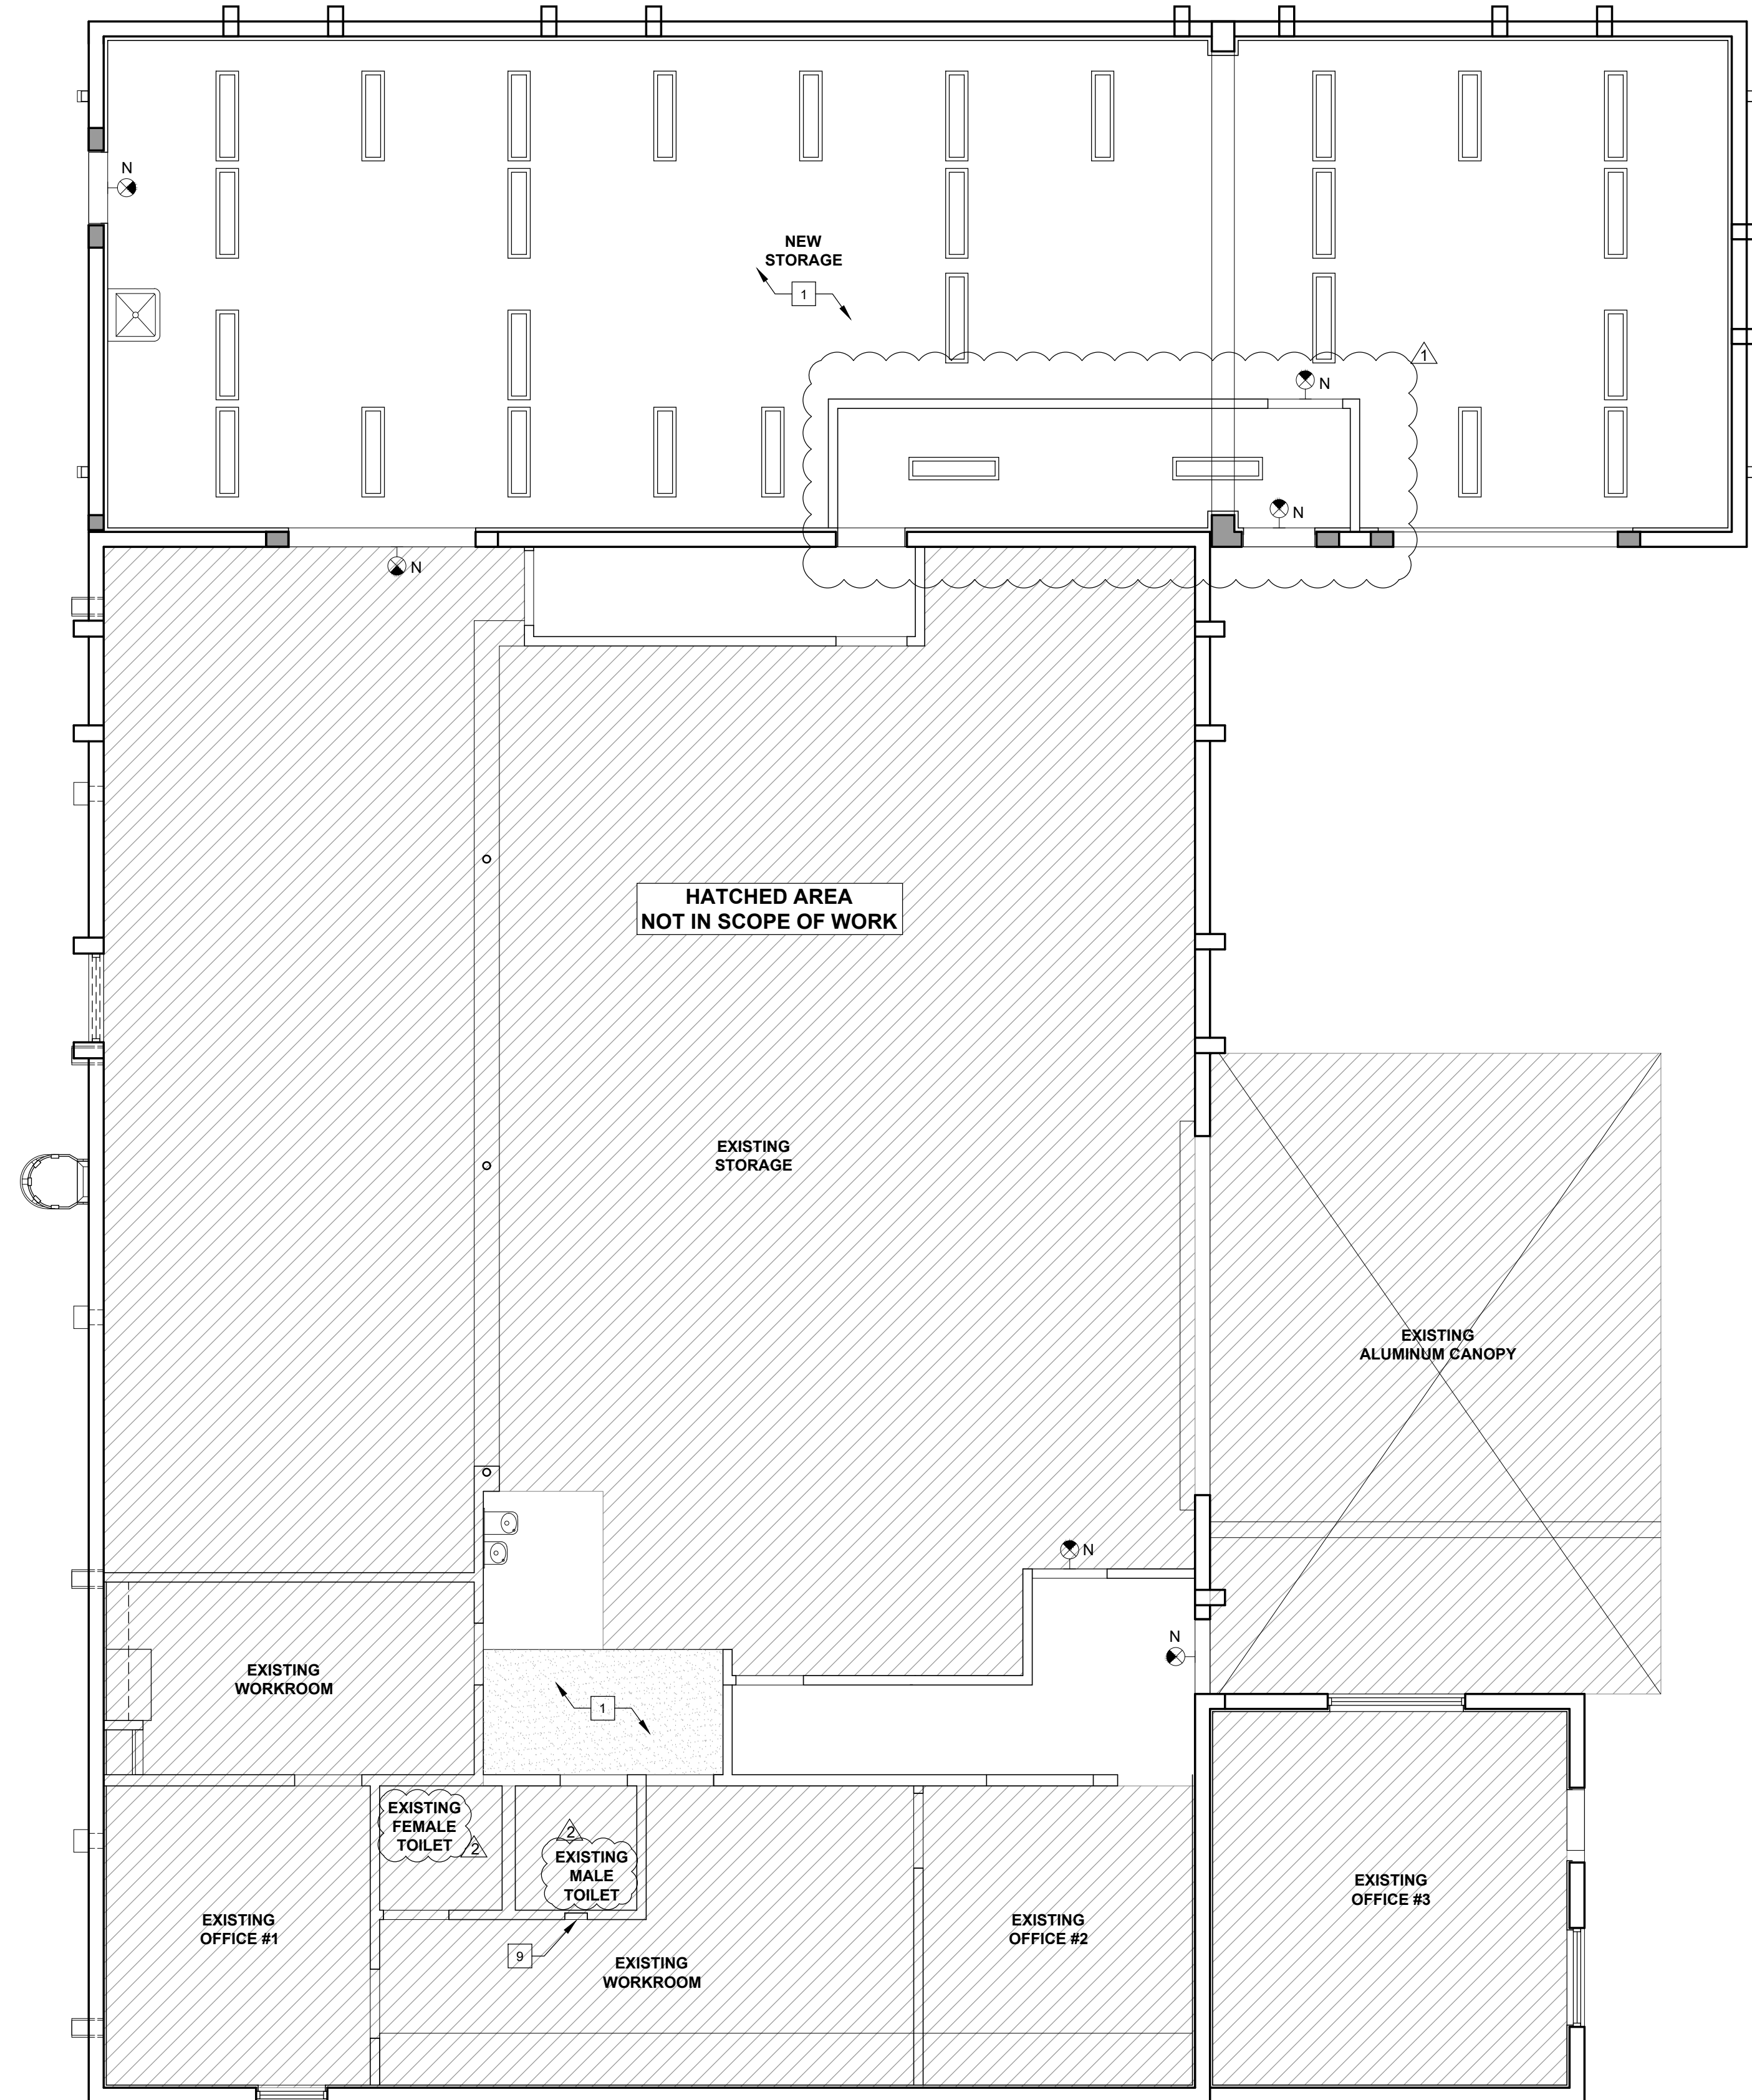 N
NEW
STORAGE
1
1
N
N
N
HATCHED AREA
NOT IN SCOPE OF WORK
EXISTING
STORAGE
EXISTING
ALUMINUM CANOPY
N
N
EXISTING
WORKROOM
1
EXISTING
FEMALE
TOILET
2
2
EXISTING
MALE
TOILET
EXISTING
OFFICE #3
EXISTING
OFFICE #1
EXISTING
OFFICE #2
9
EXISTING
WORKROOM